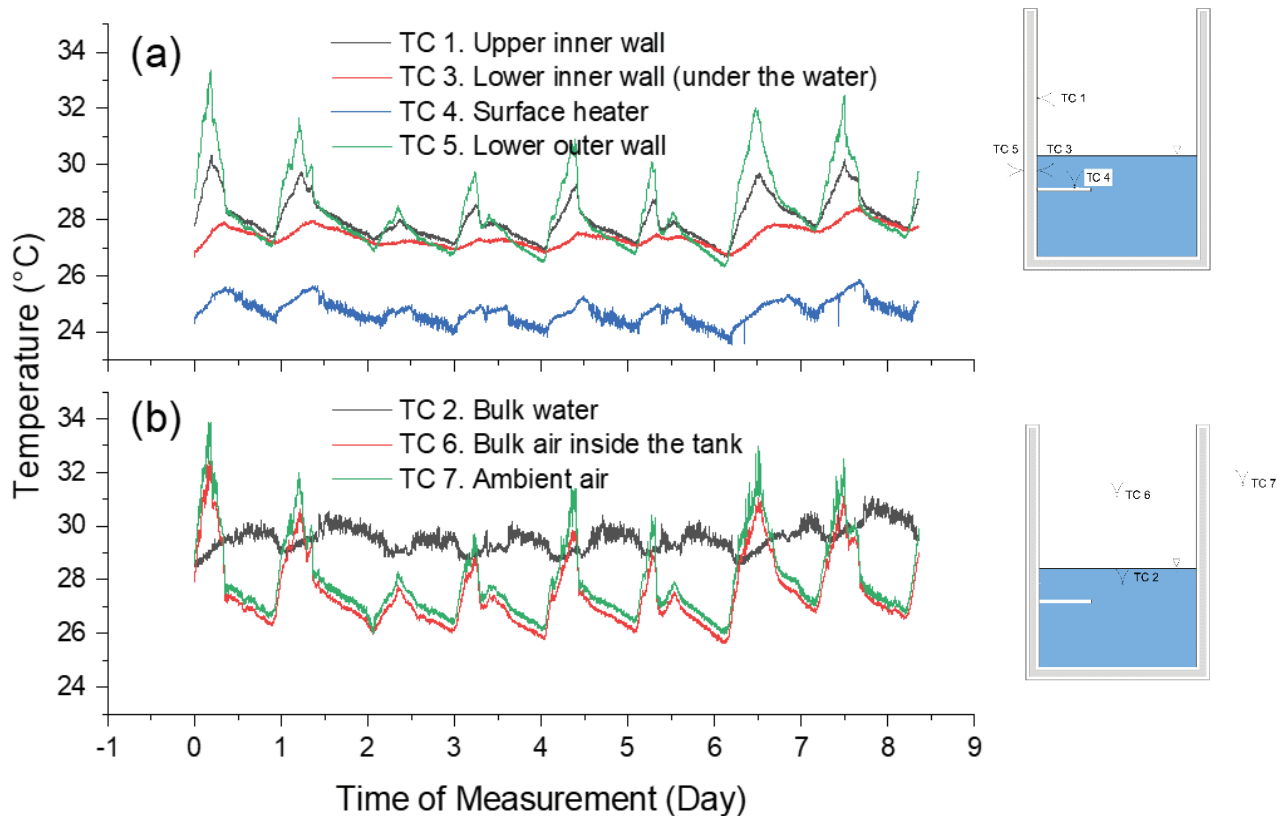 (a)
TC 1. Upper inner wall
TC 3. Lower inner wall (under the water)
TC 4. Surface heater
TC 5. Lower outer wall
34
32
30
28
26
24
TC 1
TC 5
TC 3
TC 4
Temperature (°C)
(b)
TC 2. Bulk water
TC 6. Bulk air inside the tank
TC 7. Ambient air
34
32
30
28
26
24
-1 0 1 2 3 4 5 6 7 8 9
Time of Measurement (Day)
TC 6
TC 7
TC 2